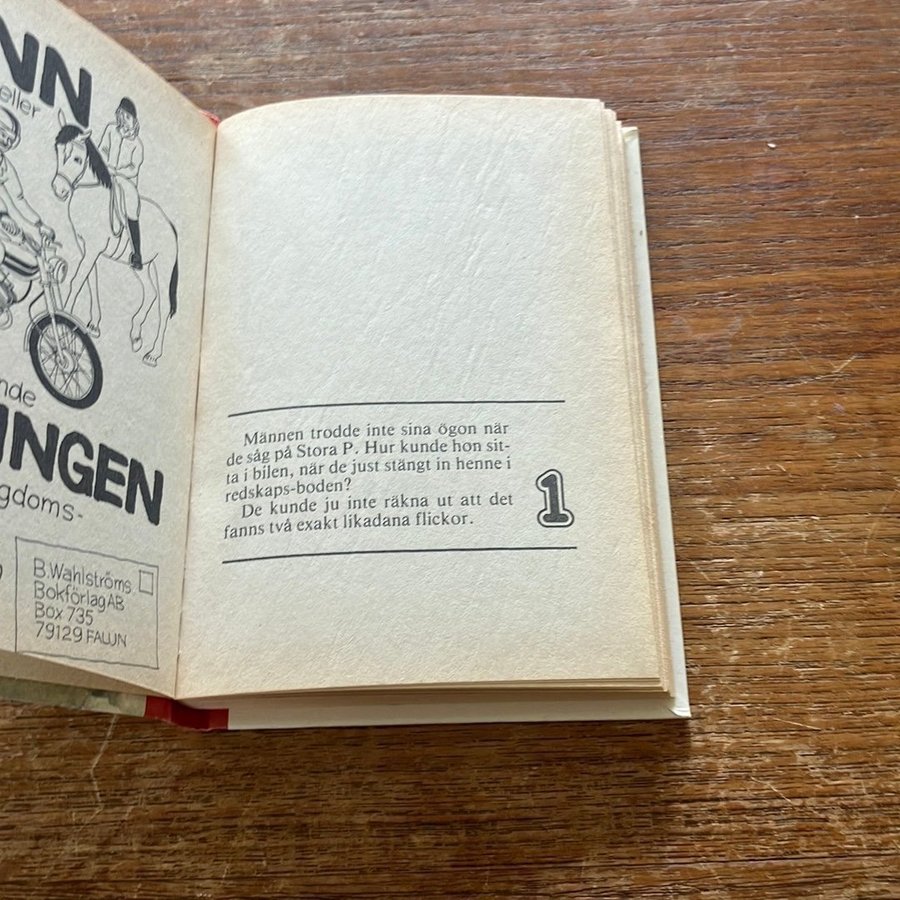 NN
eller
nde
INGEN
gdoms-
B.Wahlströms
Bokförlag AB
Box 735
79129 FALUN
Männen trodde inte sina ögon när
de såg på Stora P. Hur kunde hon sit-
ta i bilen, när de just stängt in henne i
redskaps-boden?
De kunde ju inte räkna ut att det
fanns två exakt likadana flickor.
1